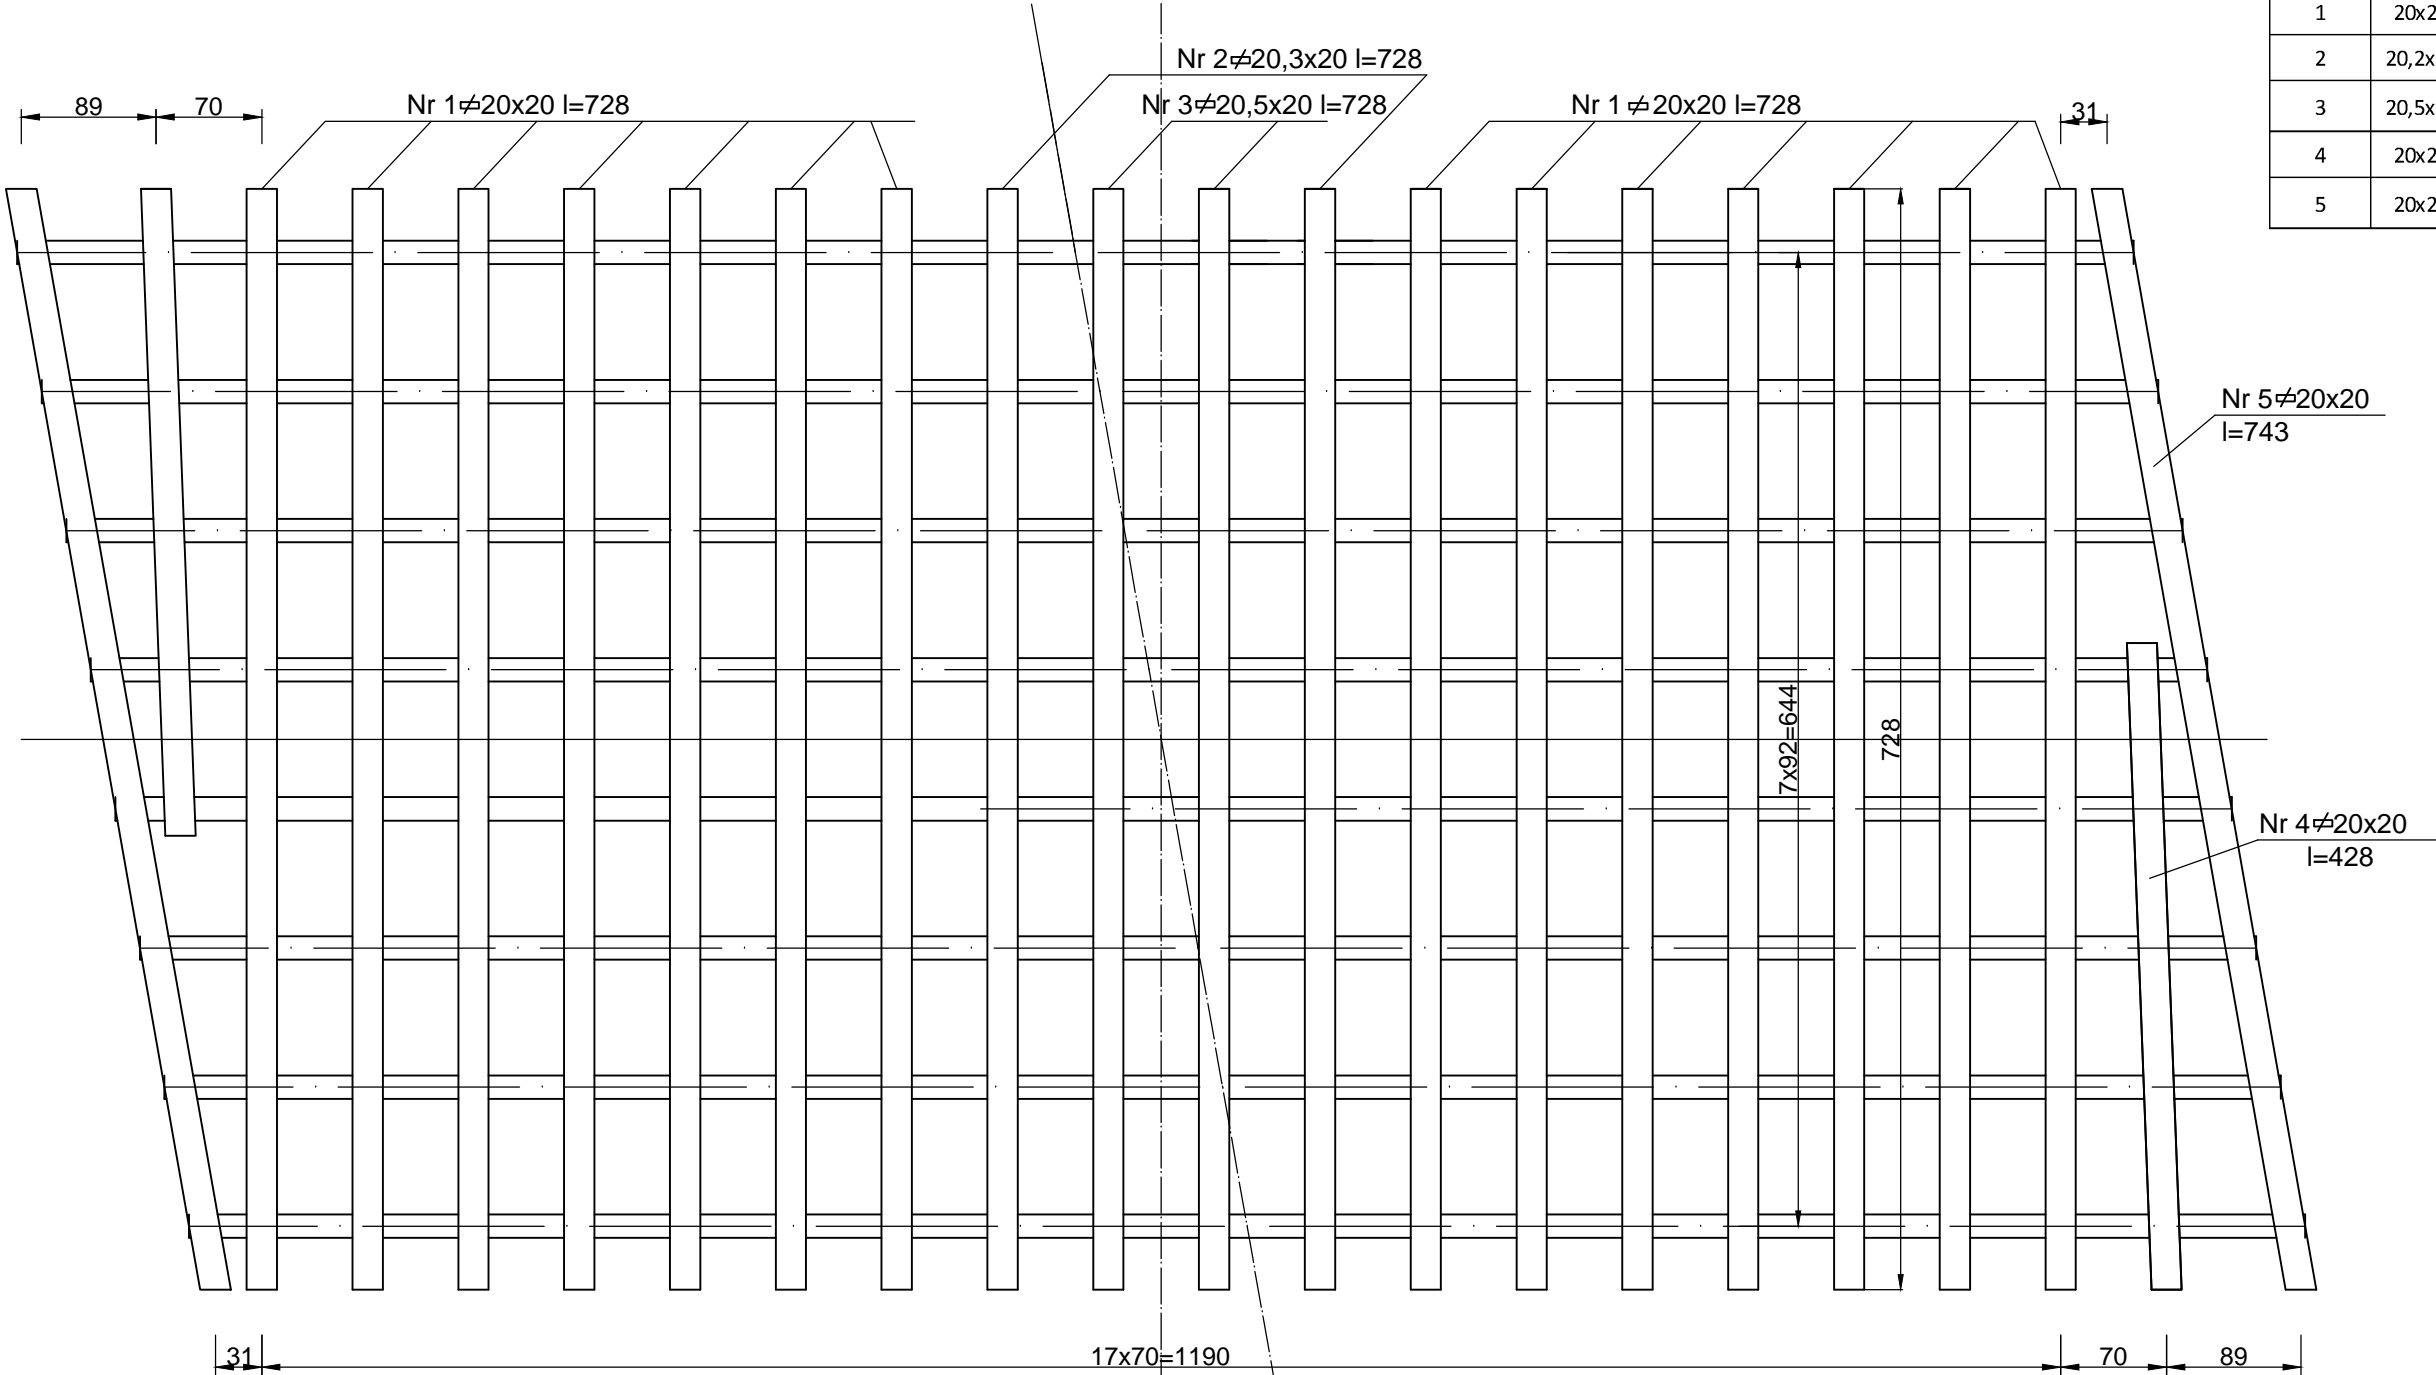 1 20x2
Nr 2≠20,3x20 l=728
2 20,2x
89 70 Nr 1≠20x20 l=728 Nr 3≠20,5x20 l=728 Nr 1≠20x20 l=728 31
3 20,5x
4 20x2
5 20x2
Nr 5≠20x20
l=743
7x92=644
728
Nr 4≠20x20
l=428
31 17x70=1190 70 89